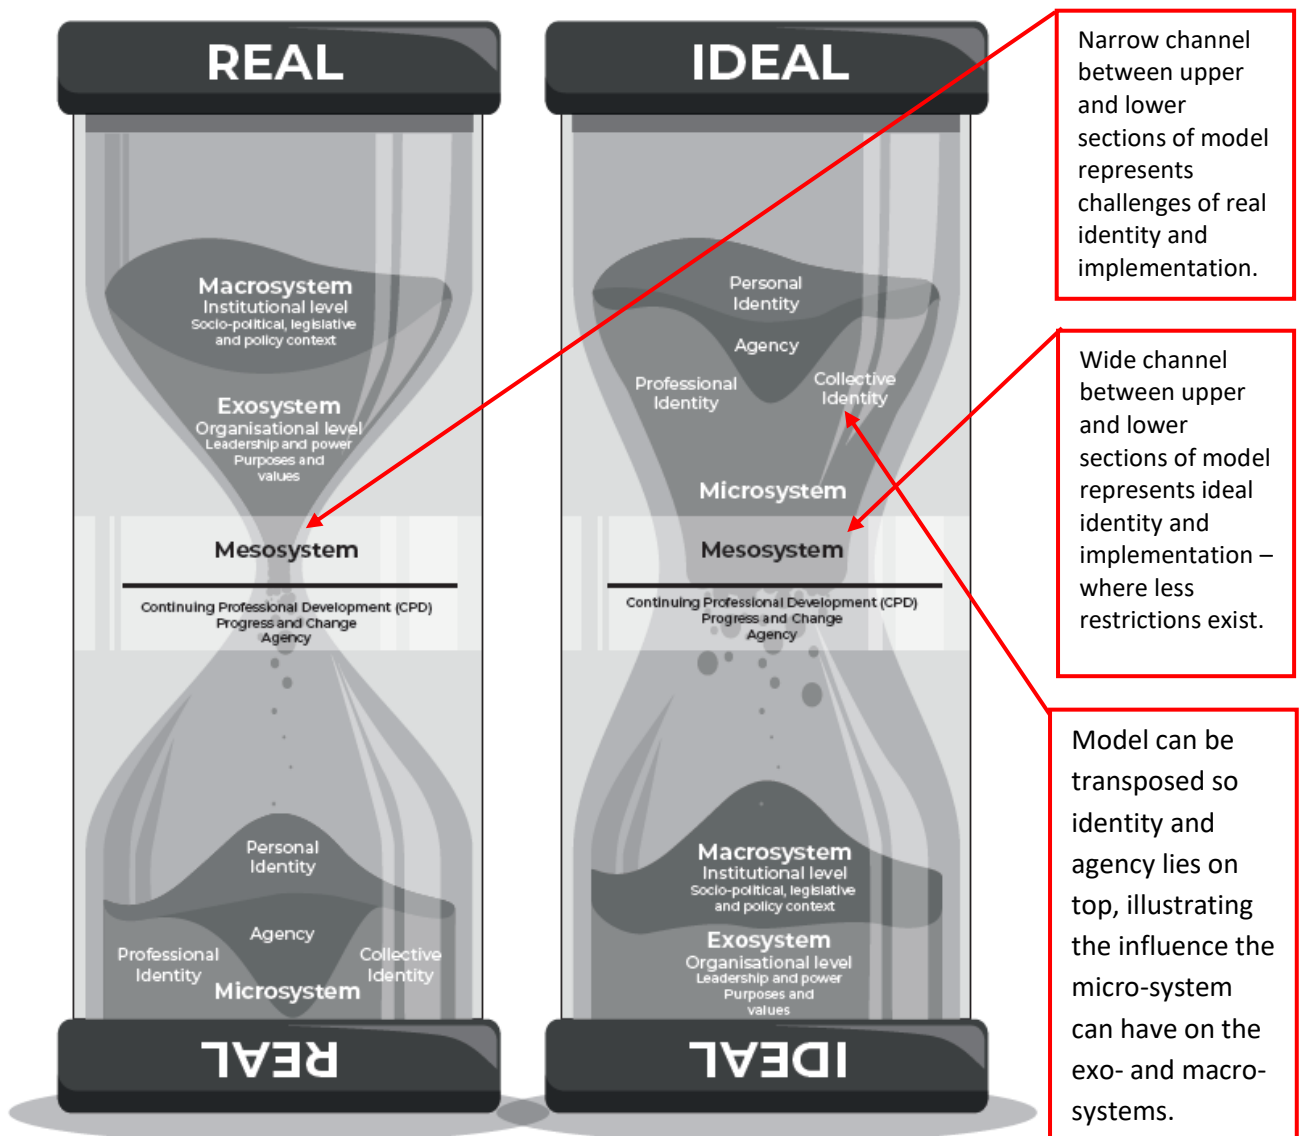 REAL
Macrosystem
Institutional level
Socio-political, legislative
and policy context
Exosystem
Organisational level
Leadership and power
Purposes and
values
Mesosystem
Continuing Professional Development (CPD)
Progress and Change
Agency
Personal
Identity
Agency
Professional
Identity
Collective
Identity
Microsystem
REAL
IDEAL
Personal
Identity
Agency
Professional
Identity
Collective
Identity
Microsystem
Mesosystem
Continuing Professional Development (CPD)
Progress and Change
Agency
Macrosystem
Institutional level
Socio-political, legislative
and policy context
Exosystem
Organisational level
Leadership and power
Purposes and
values
IDEAL
Narrow channel
between upper
and lower
sections of model
represents
challenges of real
identity and
implementation.
Wide channel
between upper
and lower
sections of model
represents ideal
identity and
implementation –
where less
restrictions exist.
Model can be
transposed so
identity and
agency lies on
top, illustrating
the influence the
micro-system
can have on the
exo- and macro-
systems.